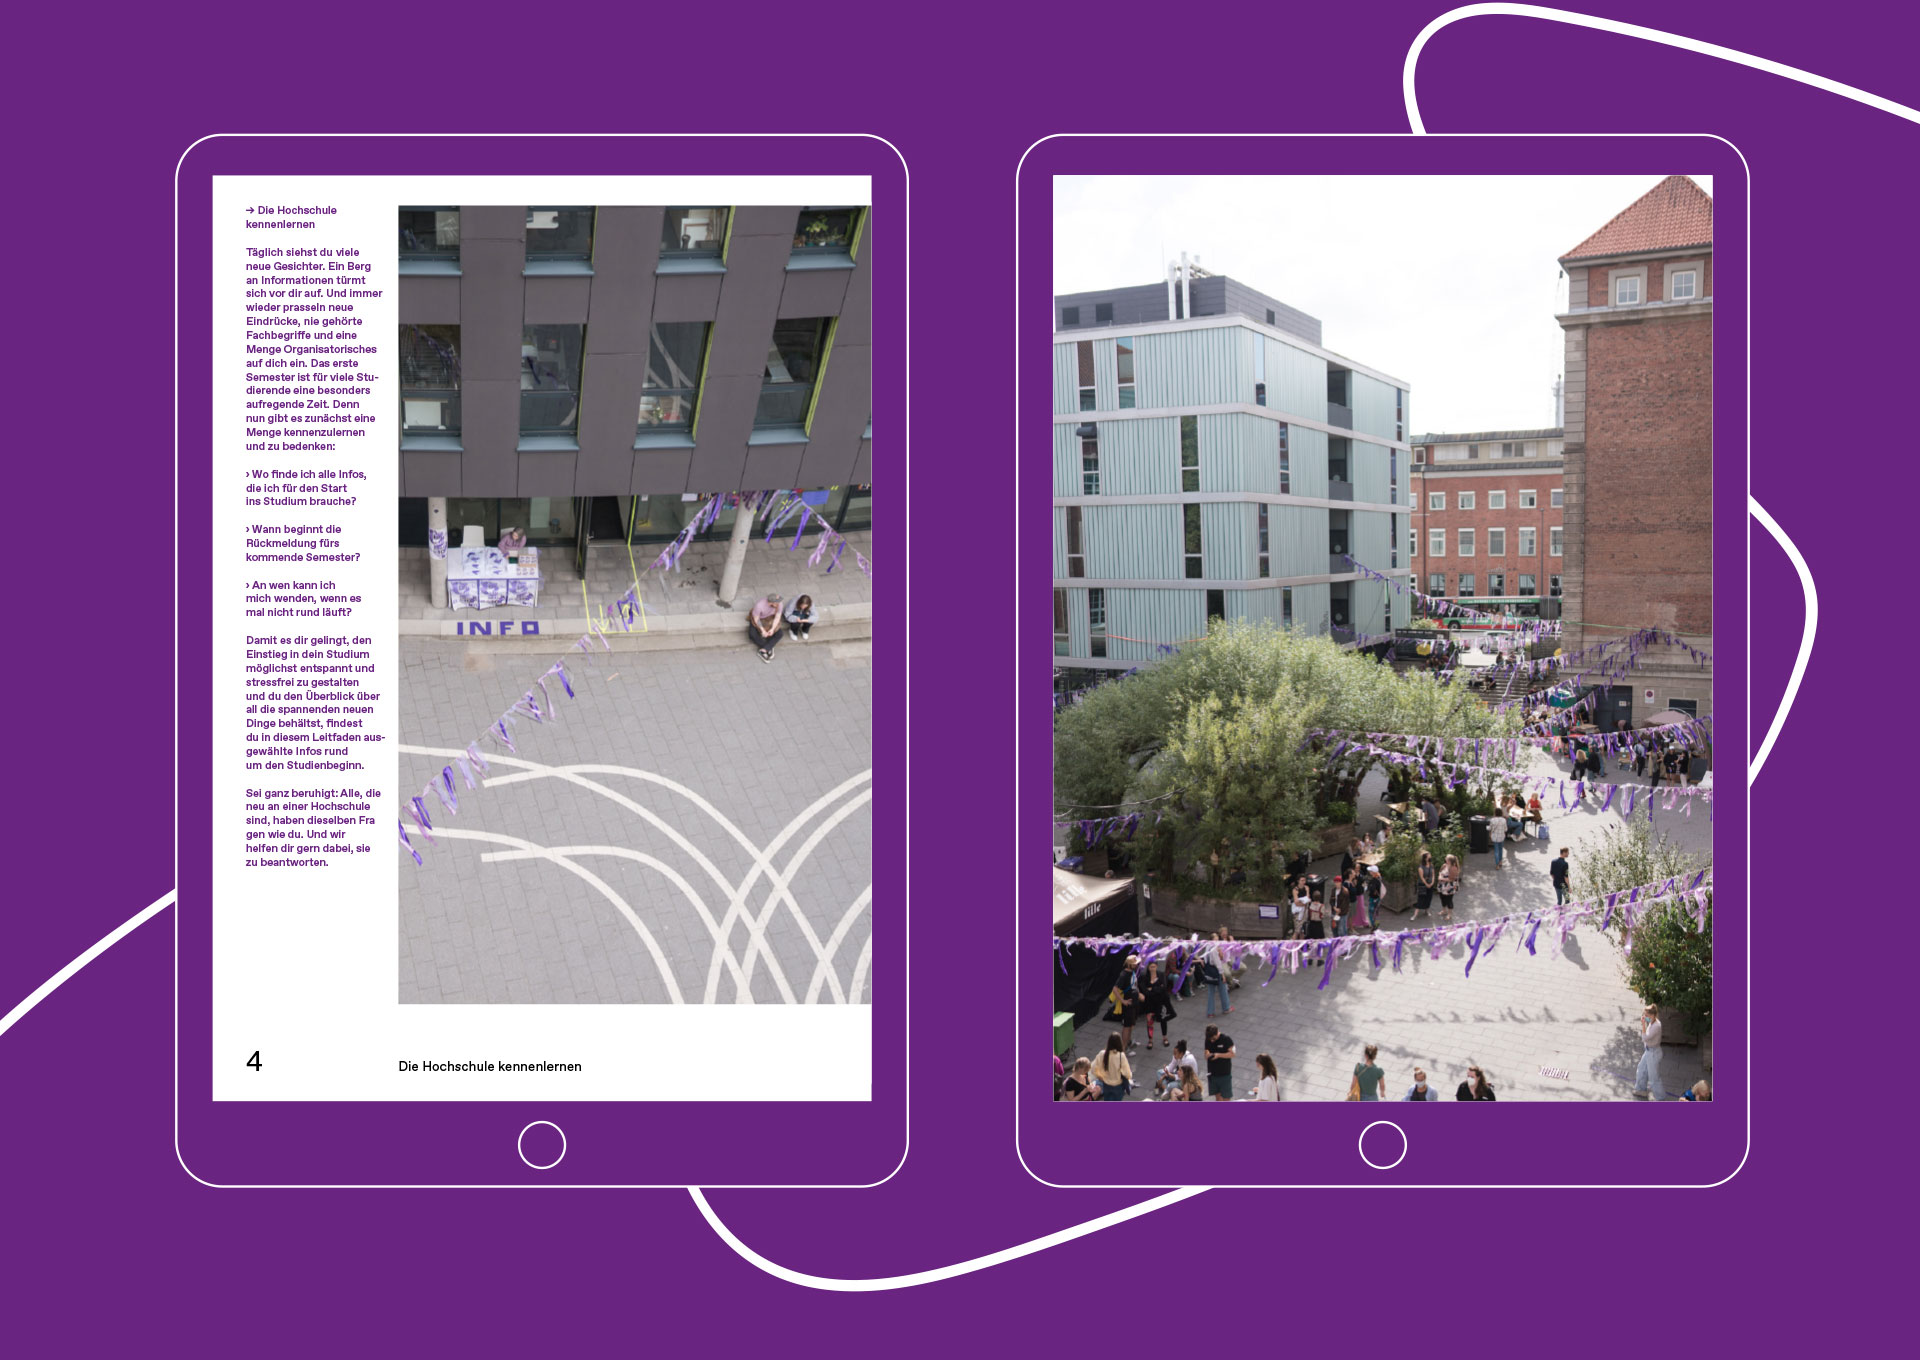 → Die Hochschule
kennenlernen
Täglich siehst du viele
neue Gesichter. Ein Berg
an Informationen türmt
sich vor dir auf. Und immer
wieder prasseln neue
Eindrücke, nie gehörte
Fachbegriffe und eine
Menge Organisatorisches
auf dich ein. Das erste
Semester ist für viele Stu-
dierende eine besonders
aufregende Zeit. Denn
nun gibt es zunächst eine
Menge kennenzulernen
und zu bedenken:
› Wo finde ich alle Infos,
die ich für den Start
ins Studium brauche?
› Wann beginnt die
Rückmeldung fürs
kommende Semester?
› An wen kann ich
mich wenden, wenn es
mal nicht rund läuft?
Damit es dir gelingt, den
Einstieg in dein Studium
möglichst entspannt und
stressfrei zu gestalten
und du den Überblick über
all die spannenden neuen
Dinge behältst, findest
du in diesem Leitfaden aus-
gewählte Infos rund
um den Studienbeginn.
Sei ganz beruhigt: Alle, die
neu an einer Hochschule
sind, haben dieselben Fra
gen wie du. Und wir
helfen dir gern dabei, sie
zu beantworten.
INFO
4
Die Hochschule kennenlernen
lille
lille